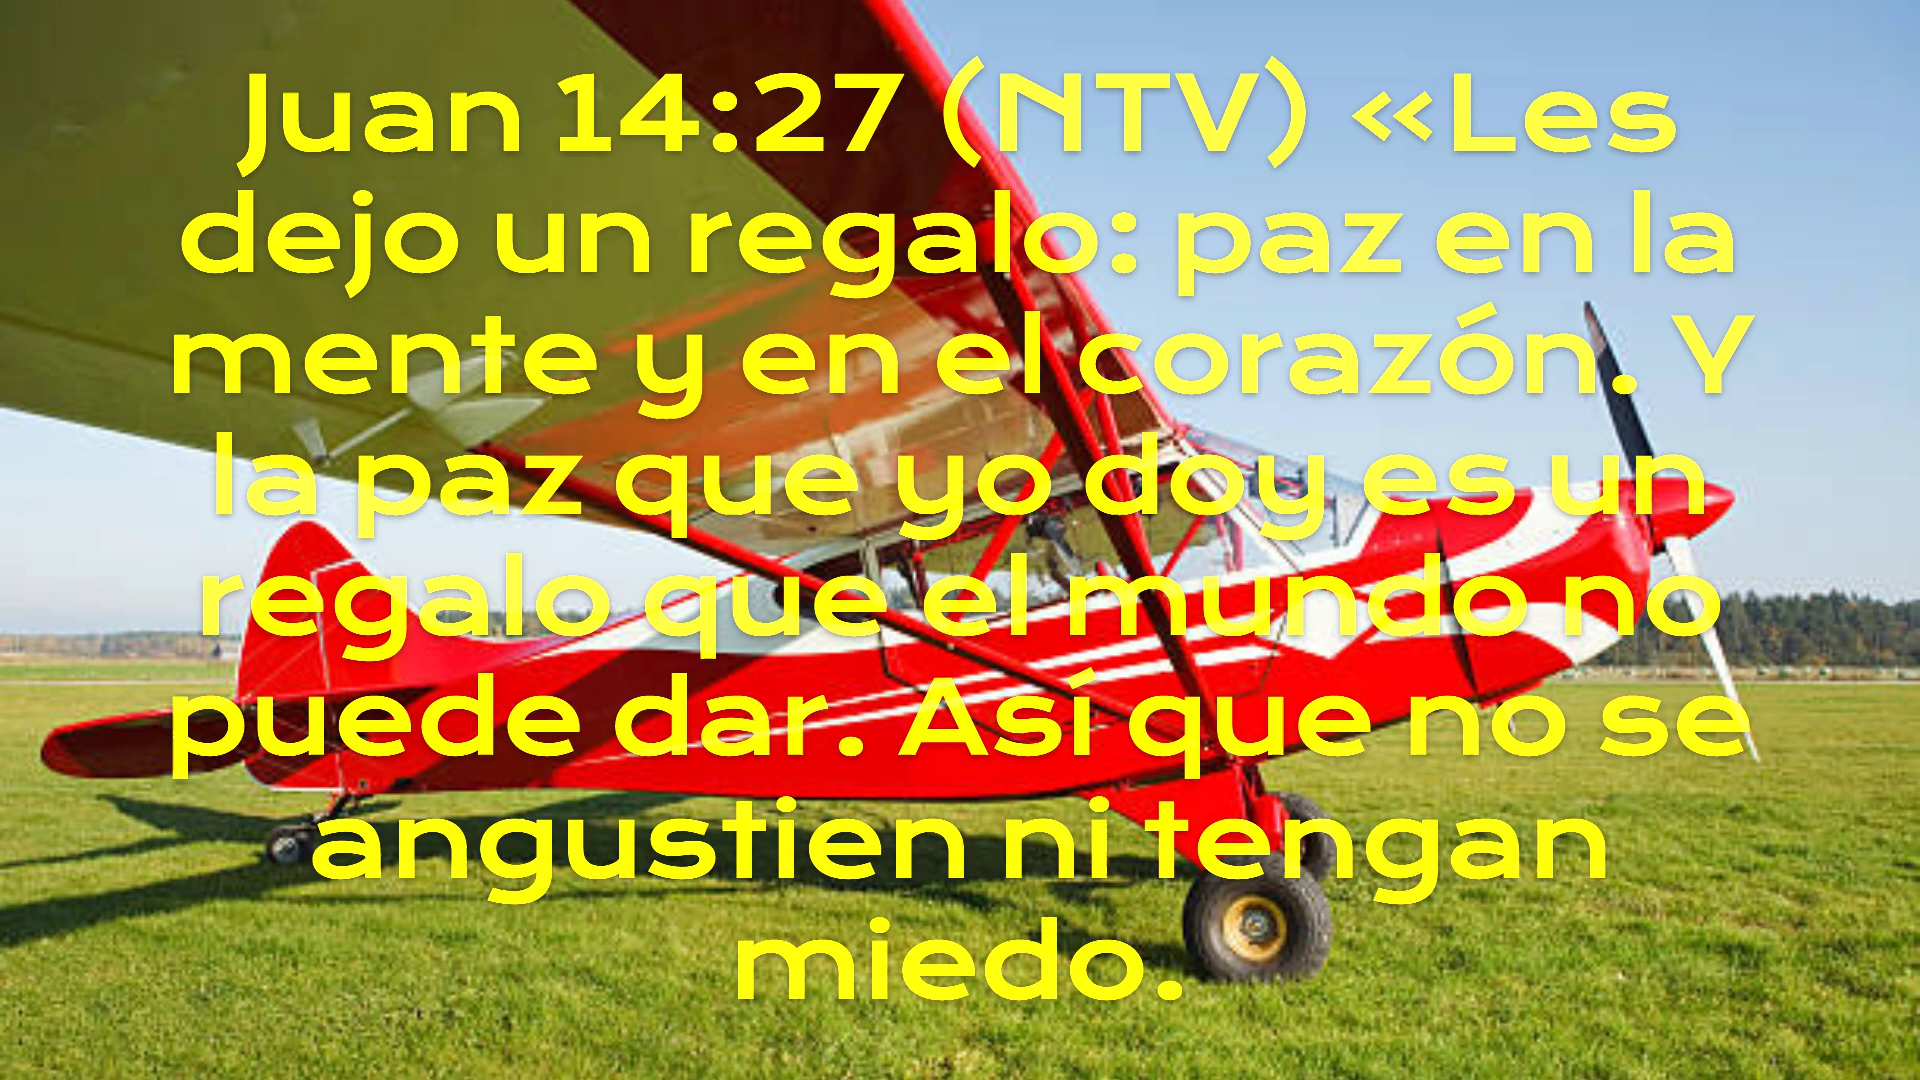 Juan 14:27 (NTV) «Les
dejo un regalo: paz en la
mente y en el corazón. Y
la paz que yo doy es un
regalo que el mundo no
puede dar. Así que no se
angustien ni tengan
miedo.